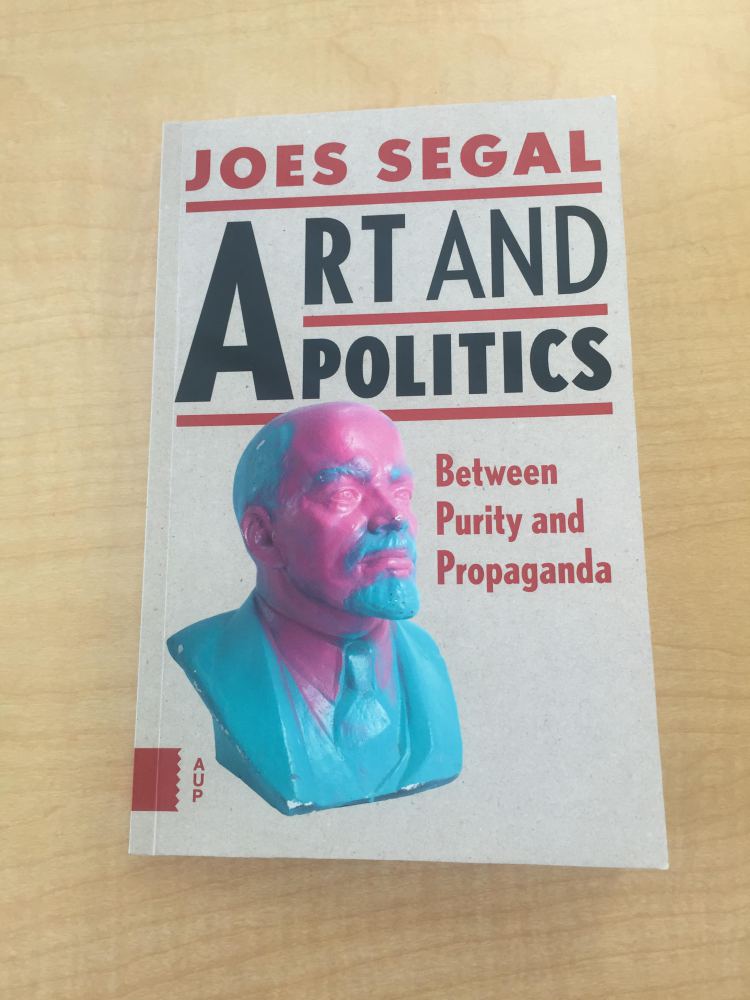 JOES SEGAL
ART AND
POLITICS
Between
Purity and
Propaganda
AUP